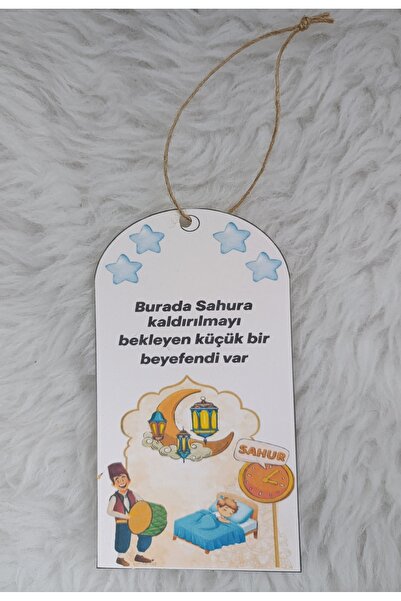 Burada Sahura
kaldırılmayı
bekleyen küçük bir
beyefendi var
SAHUR